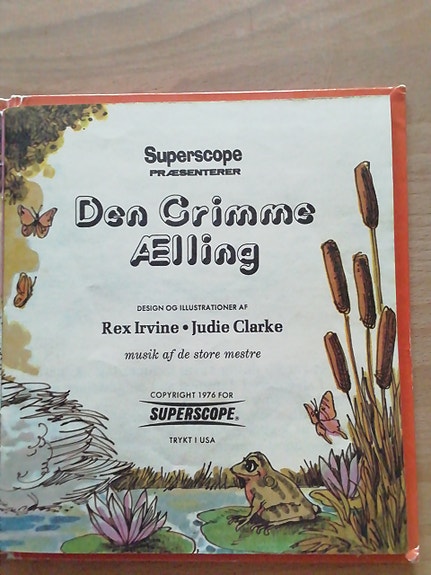 Superscope
PRÆSENTERER
Den Grimme
Ælling
DESIGN OG ILLUSTRATIONER AF
Rex Irvine • Judie Clarke
musik af de store mestre
COPYRIGHT 1976 FOR
SUPERSCOPE®
TRYKT I USA